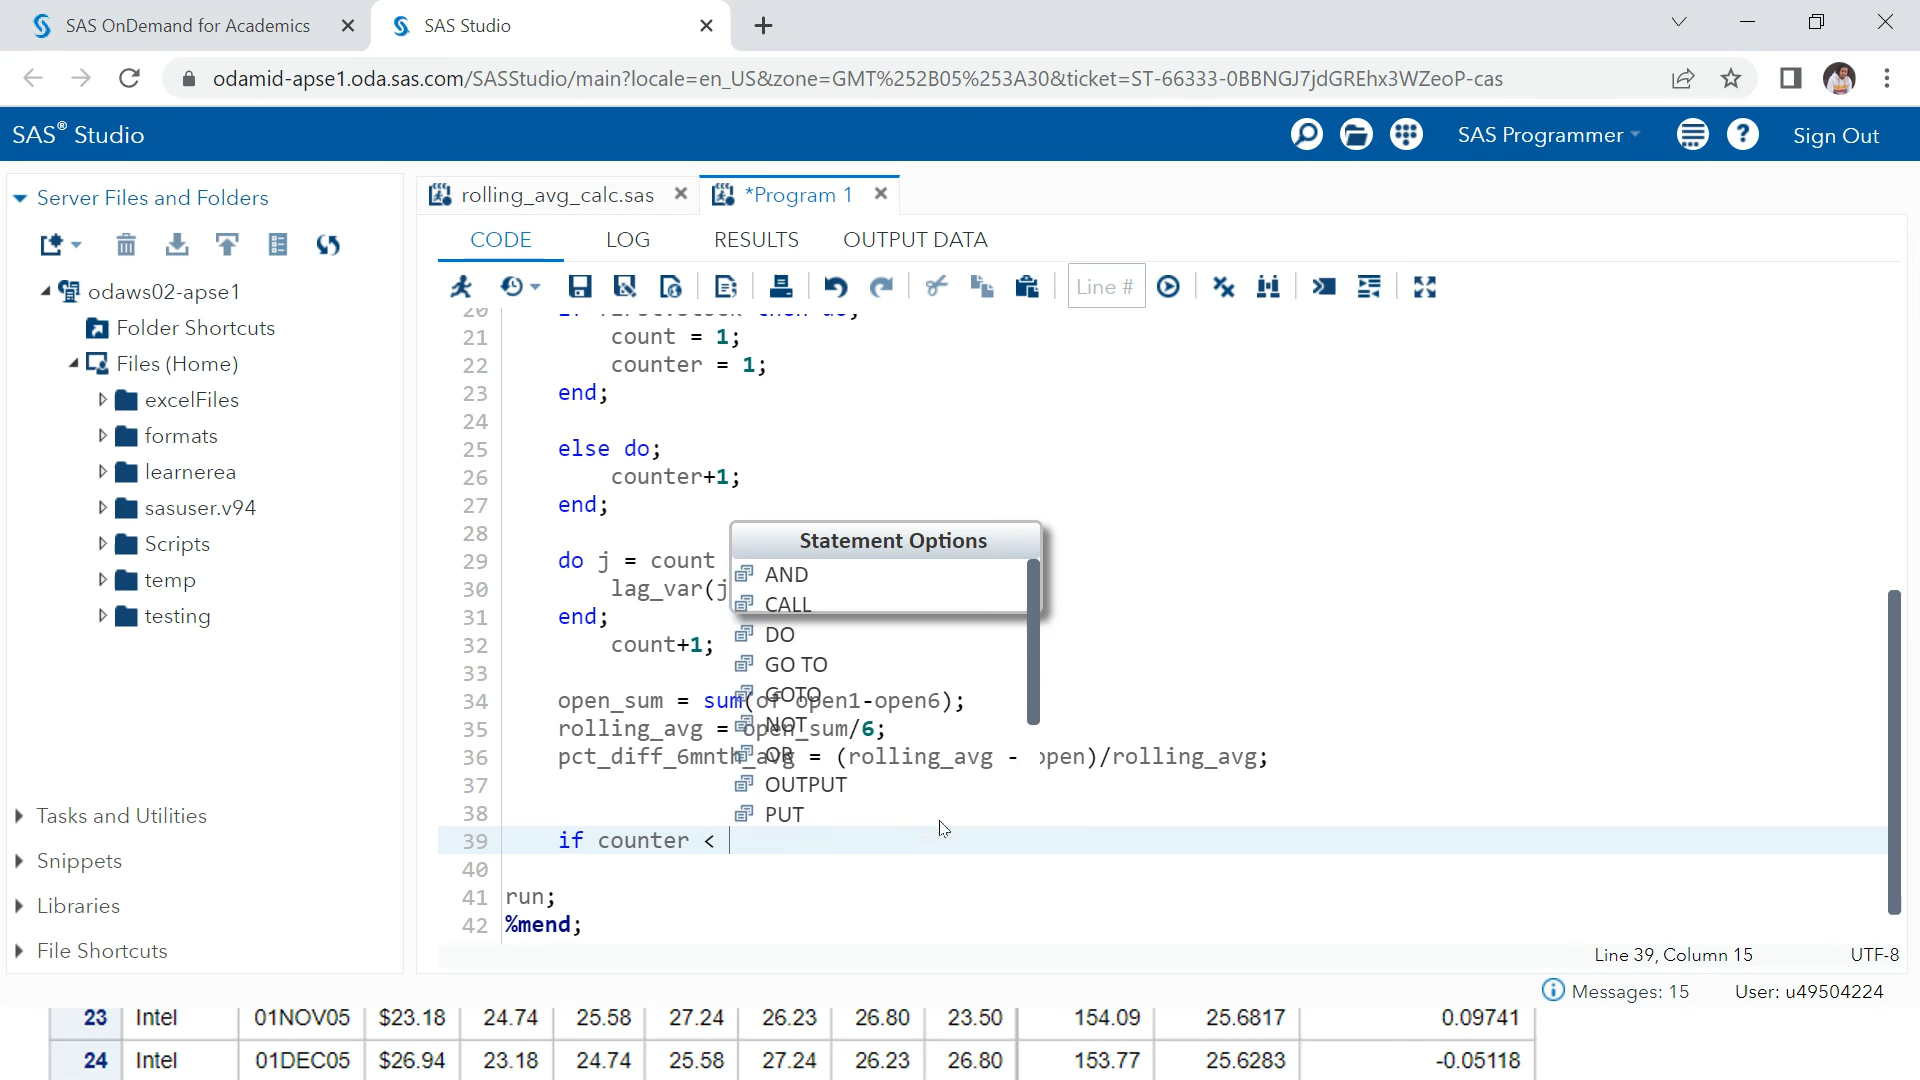 SAS OnDemand for Academics
SAS Studio
odamid-apse1.oda.sas.com/SASStudio/main?locale=en_US&zone=GMT%252B05%253A30&ticket=ST-66333-0BBNGJ7jdGREhx3WZeoP-cas
SAS® Studio
SAS Programmer
Sign Out
Server Files and Folders
odaws02-apse1
Folder Shortcuts
Files (Home)
excelFiles
formats
learnerea
sasuser.v94
Scripts
temp
testing
Tasks and Utilities
Snippets
Libraries
File Shortcuts
rolling_avg_calc.sas
*Program 1
CODE LOG RESULTS OUTPUT DATA
Line #
20
21 count = 1;
22 counter = 1;
23 end;
24
25 else do;
26 counter+1;
27 end;
28
29 do j = count
30 lag_var(j
31 end;
32 count+1;
33
34 open_sum = sum(of open1-open6);
35 rolling_avg = open_sum/6;
36 pct_diff_6mnth_avg = (rolling_avg - open)/rolling_avg;
37
38
39 if counter <
40
41 run;
42 %mend;
Statement Options
AND
CALL
DO
GO TO
GOTO
NOT
OR
OUTPUT
PUT
Line 39, Column 15
UTF-8
Messages: 15
User: u49504224
23 Intel 01NOV05 $23.18 24.74 25.58 27.24 26.23 26.80 23.50 154.09 25.6817 0.09741
24 Intel 01DEC05 $26.94 23.18 24.74 25.58 27.24 26.23 26.80 153.77 25.6283 -0.05118